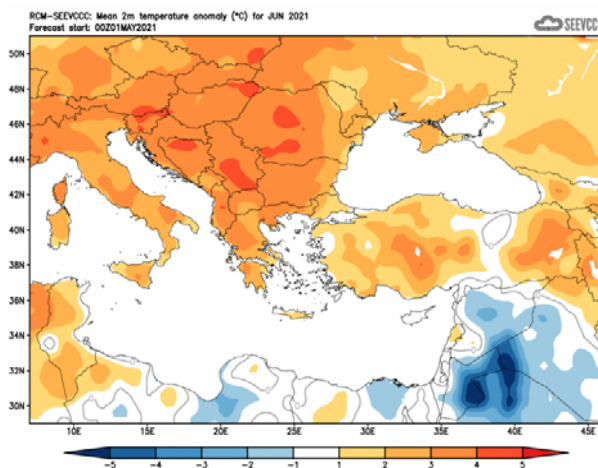 RCM-SEEVCCC: Mean 2m temperature anomaly (°C) for JUN 2021
Forecast start: 00Z01MAY2021
SEEVCC
50N
48N
46N
44N
42N
40N
38N
36N
34N
32N
30N
10E 15E 20E 25E 30E 35E 40E 45E
-5 -4 -3 -2 -1 1 2 3 4 5